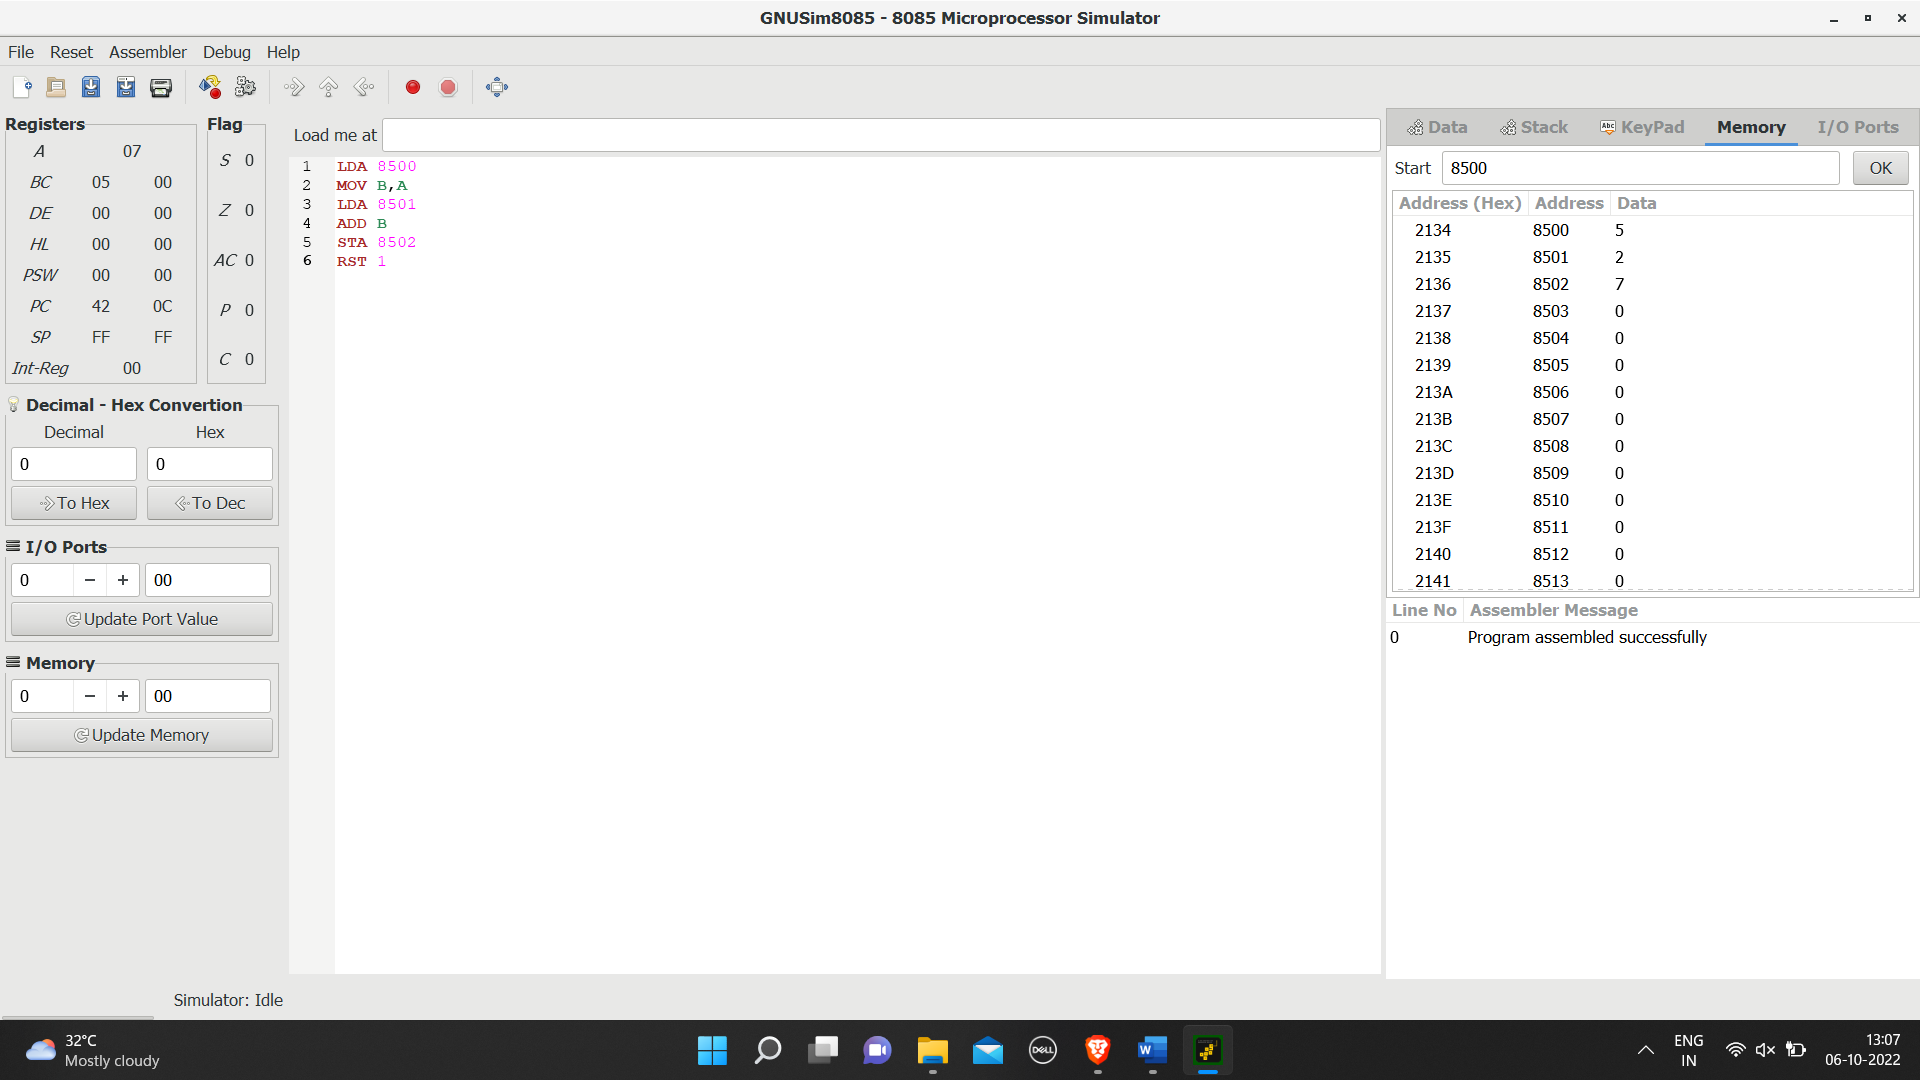 GNUSim8085 - 8085 Microprocessor Simulator
File Reset Assembler Debug Help
Registers
A 07
BC 05 00
DE 00 00
HL 00 00
PSW 00 00
PC 42 0C
SP FF FF
Int-Reg 00
Flag
S 0
Z 0
AC 0
P 0
C 0
Decimal - Hex Convertion
Decimal Hex
0 0
To Hex To Dec
I/O Ports
0 − + 00
Update Port Value
Memory
0 − + 00
Update Memory
Load me at
1 LDA 8500
2 MOV B,A
3 LDA 8501
4 ADD B
5 STA 8502
6 RST 1
Data Stack Abc KeyPad Memory I/O Ports
Start 8500 OK
Address (Hex) Address Data
2134 8500 5
2135 8501 2
2136 8502 7
2137 8503 0
2138 8504 0
2139 8505 0
213A 8506 0
213B 8507 0
213C 8508 0
213D 8509 0
213E 8510 0
213F 8511 0
2140 8512 0
2141 8513 0
Line No Assembler Message
0 Program assembled successfully
Simulator: Idle
32°C
Mostly cloudy
DELL
W
ENG
IN
13:07
06-10-2022